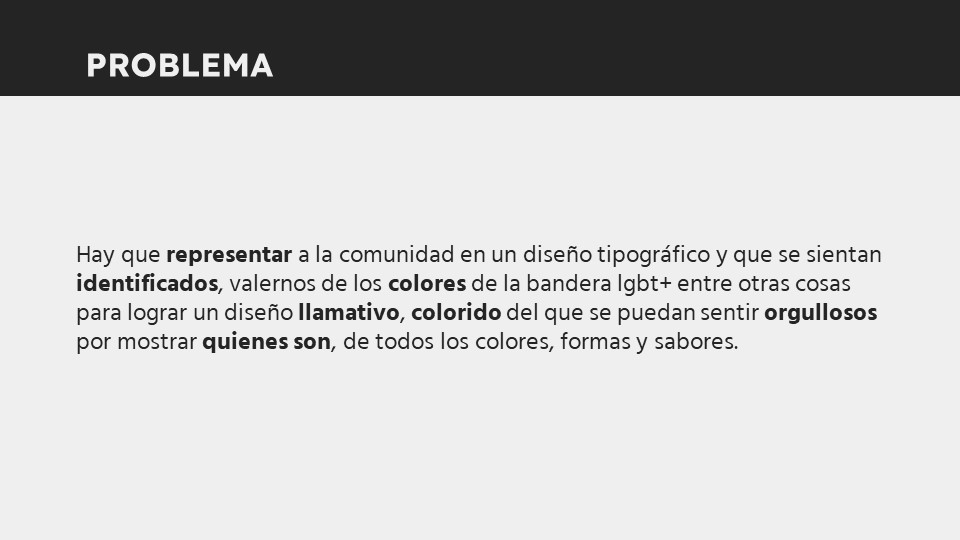 PROBLEMA
Hay que representar a la comunidad en un diseño tipográfico y que se sientan
identificados, valernos de los colores de la bandera lgbt+ entre otras cosas
para lograr un diseño llamativo, colorido del que se puedan sentir orgullosos
por mostrar quienes son, de todos los colores, formas y sabores.